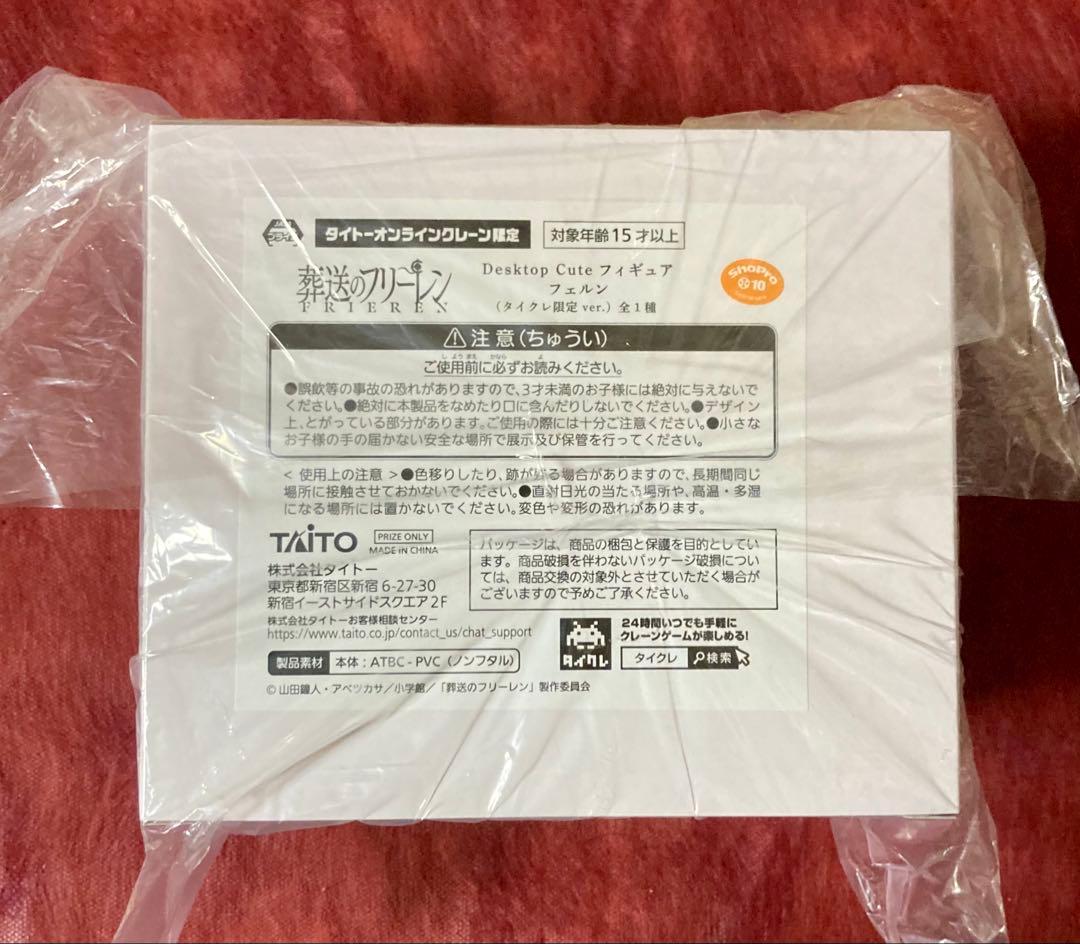 プライズ
タイトーオンラインクレーン限定
対象年齢15才以上
葬送のフリーレン
FRIEREN
Desktop Cute フィギュア
フェルン
(タイクレ限定 ver.) 全1種
ShoPro
10
⚠注意(ちゅうい)
ご使用前に必ずお読みください。
●誤飲等の事故の恐れがありますので、3才未満のお子様には絶対に与えないで
ください。●絶対に本製品をなめたり口に含んだりしないでください。●デザイン
上、とがっている部分があります。ご使用の際には十分ご注意ください。●小さな
お子様の手の届かない安全な場所で展示及び保管を行ってください。
< 使用上の注意 >●色移りしたり、跡が残る場合がありますので、長期間同じ
場所に接触させておかないでください。●直射日光の当たる場所や、高温・多湿
になる場所には置かないでください。変色や変形の恐れがあります。
TAITO
PRIZE ONLY
MADE IN CHINA
株式会社タイトー
東京都新宿区新宿 6-27-30
新宿イーストサイドスクエア 2F
株式会社タイトーお客様相談センター
https://www.taito.co.jp/contact_us/chat_support
パッケージは、商品の梱包と保護を目的としてい
ます。商品破損を伴わないパッケージ破損につい
ては、商品交換の対象外とさせていただく場合が
ございますので予めご了承ください。
製品素材
本体:ATBC-PVC(ノンフタル)
タイクレ
24時間いつでも手軽に
クレーンゲームが楽しめる!
タイクレ
検索
©山田鐘人・アベツカサ/小学館/「葬送のフリーレン」製作委員会